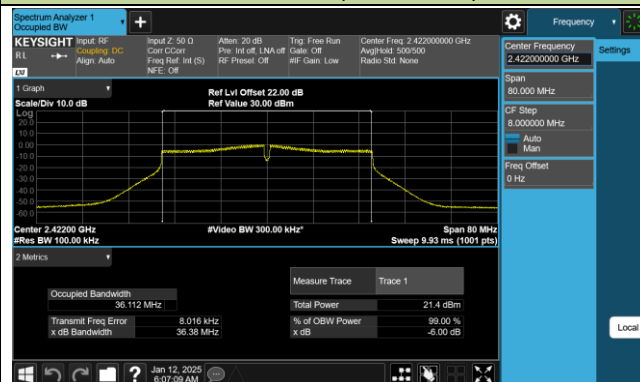 Spectrum Analyzer 1
Occupied BW
Frequency
KEYSIGHT
Input: RF
Coupling: DC
Align: Auto
Input Z: 50 Ω
Corr CCorr
Freq Ref: Int (S)
NFE: Off
Atten: 20 dB
Pre: Int off, LNA off
RF Preset: Off
Trig: Free Run
Gate: Off
#IF Gain: Low
Center Freq: 2.422000000 GHz
Avg|Hold: 500/500
Radio Std: None
RL
LXI
Center Frequency
2.422000000 GHz
Settings
Span
80.000 MHz
CF Step
8.000000 MHz
Auto
Man
Freq Offset
0 Hz
1 Graph
Scale/Div 10.0 dB
Ref Lvl Offset 22.00 dB
Ref Value 30.00 dBm
Log
20.0
10.0
0.00
-10.0
-20.0
-30.0
-40.0
-50.0
-60.0
Center 2.42200 GHz
#Res BW 100.00 kHz
#Video BW 300.00 kHz*
Span 80 MHz
Sweep 9.93 ms (1001 pts)
2 Metrics
Measure Trace
Trace 1
Occupied Bandwidth
36.112 MHz
Total Power
21.4 dBm
Transmit Freq Error
8.016 kHz
% of OBW Power
99.00 %
x dB Bandwidth
36.38 MHz
x dB
-6.00 dB
Local
?
Jan 12, 2025
6:07:09 AM